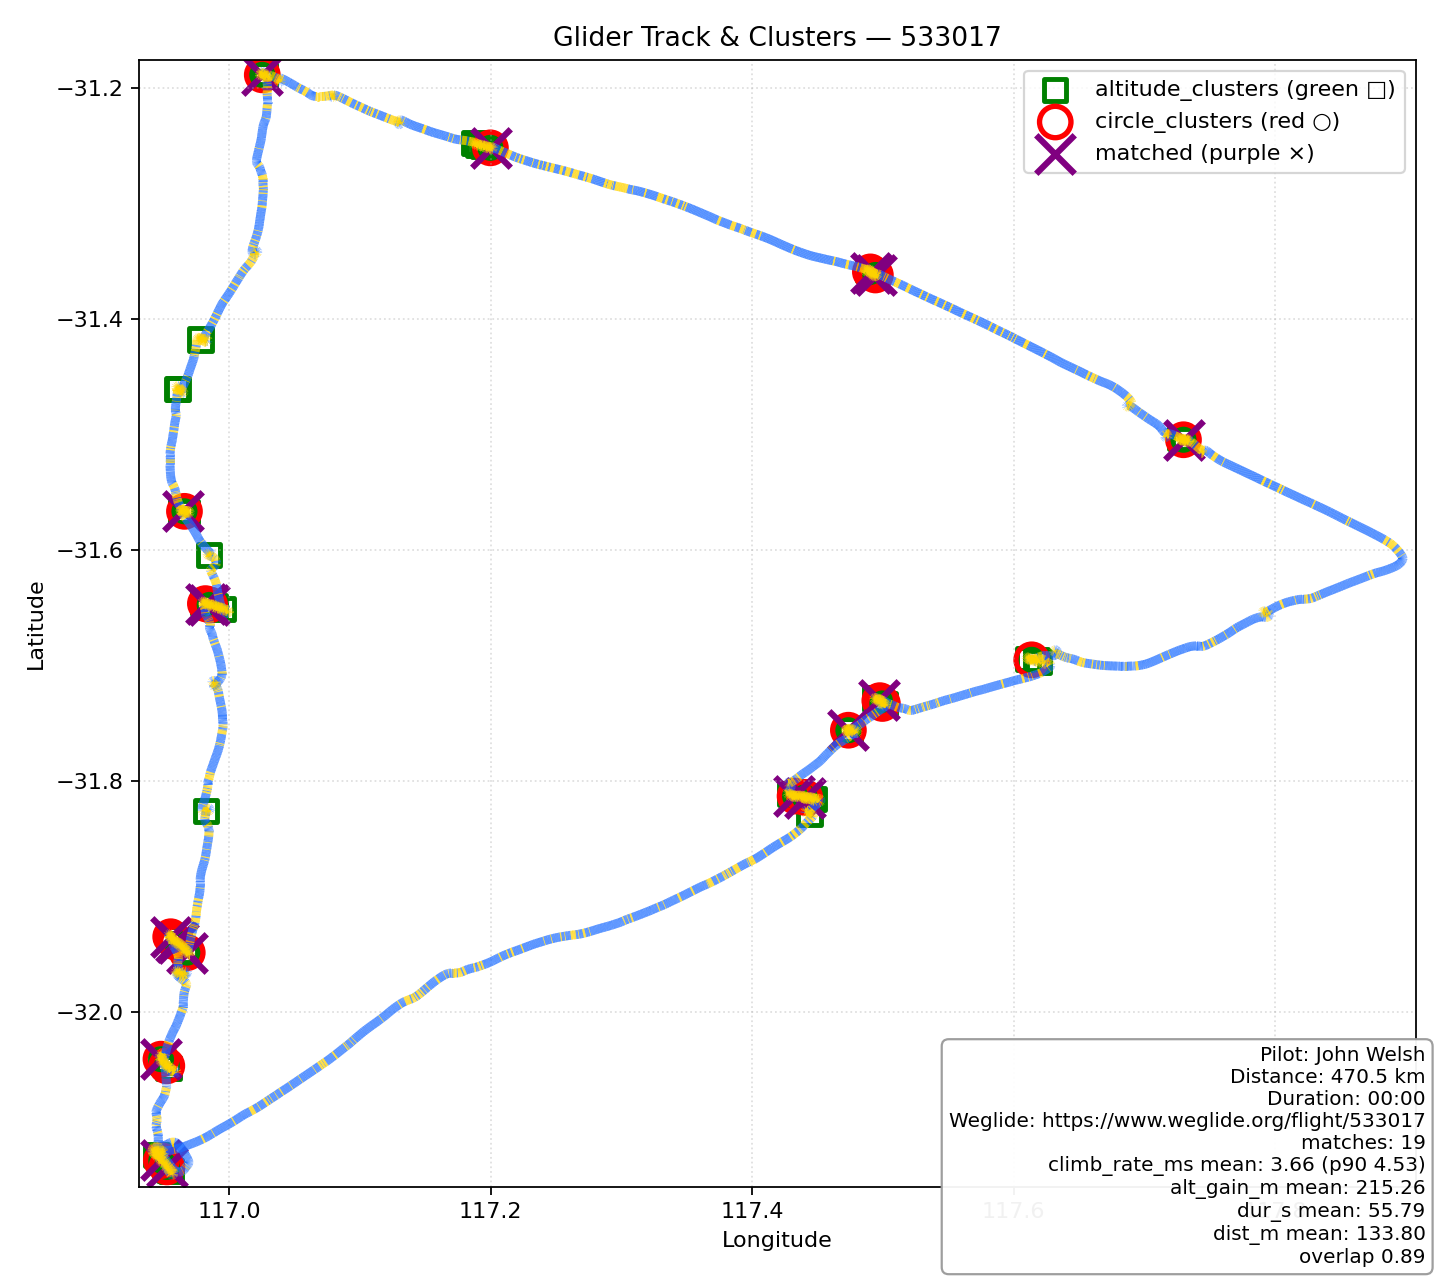 Glider Track & Clusters — 533017
altitude_clusters (green □)
circle_clusters (red ○)
matched (purple ×)
Latitude
−31.2
−31.4
−31.6
−31.8
−32.0
117.0
117.2
117.4
117.6
Longitude
Pilot: John Welsh
Distance: 470.5 km
Duration: 00:00
Weglide: https://www.weglide.org/flight/533017
matches: 19
climb_rate_ms mean: 3.66 (p90 4.53)
alt_gain_m mean: 215.26
dur_s mean: 55.79
dist_m mean: 133.80
overlap 0.89